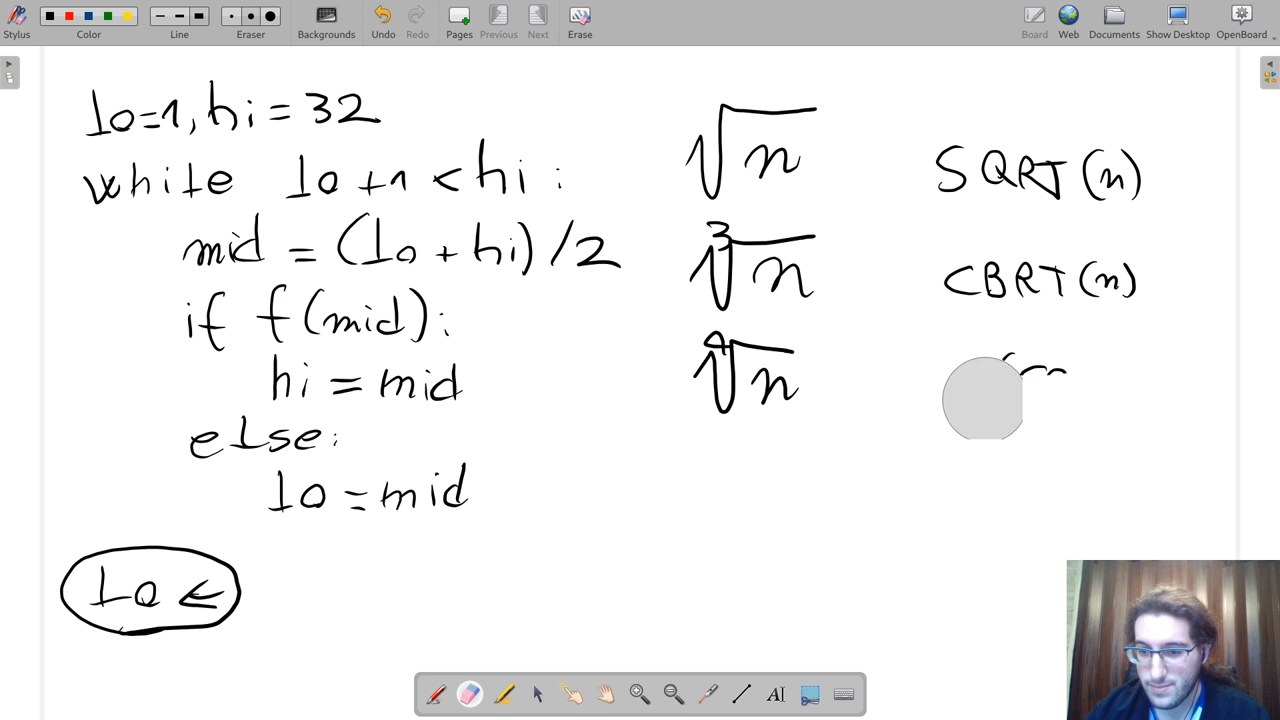 Stylus
Color
Line
Eraser
Backgrounds
Undo
Redo
Pages
Previous
Next
Erase
Board
Web
Documents
Show Desktop
OpenBoard
lo=1, hi=32
while lo+1<hi:
mid=(lo+hi)/2
if f(mid):
hi=mid
else:
lo=mid
lo ←
√n
SQRT(n)
∛n
CBRT(n)
∜n
AI